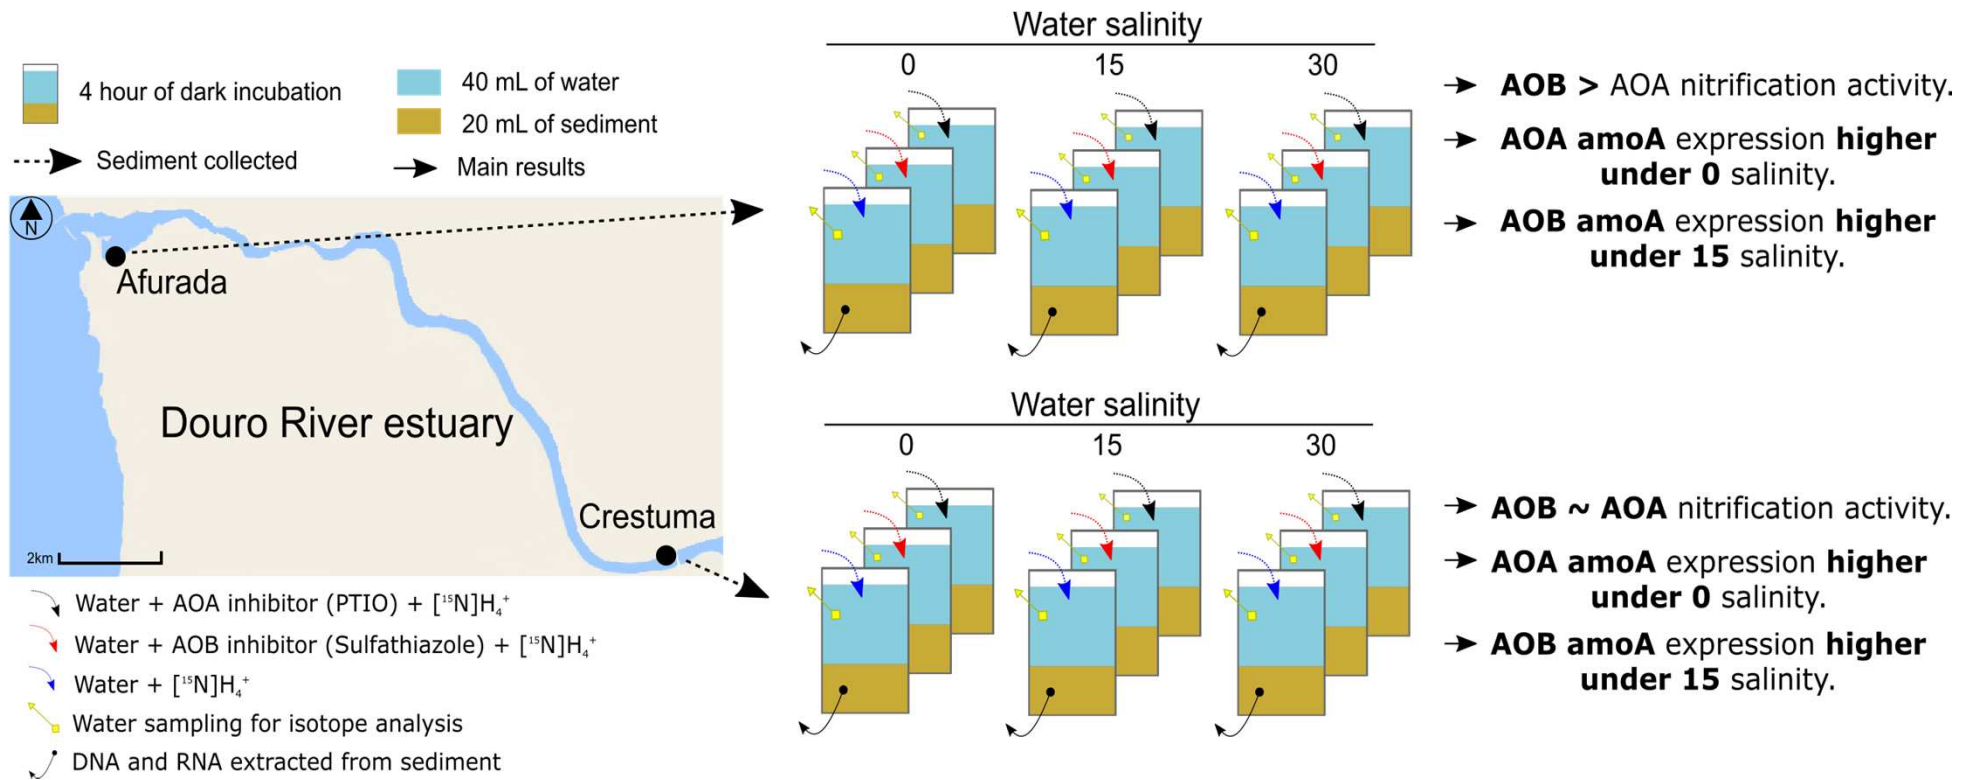 4 hour of dark incubation
40 mL of water
20 mL of sediment
Sediment collected
Main results
N
Afurada
Douro River estuary
Crestuma
2km
Water + AOA inhibitor (PTIO) + [¹⁵N]H₄⁺
Water + AOB inhibitor (Sulfathiazole) + [¹⁵N]H₄⁺
Water + [¹⁵N]H₄⁺
Water sampling for isotope analysis
DNA and RNA extracted from sediment
Water salinity
0 15 30
AOB > AOA nitrification activity.
AOA amoA expression higher
under 0 salinity.
AOB amoA expression higher
under 15 salinity.
Water salinity
0 15 30
AOB ~ AOA nitrification activity.
AOA amoA expression higher
under 0 salinity.
AOB amoA expression higher
under 15 salinity.